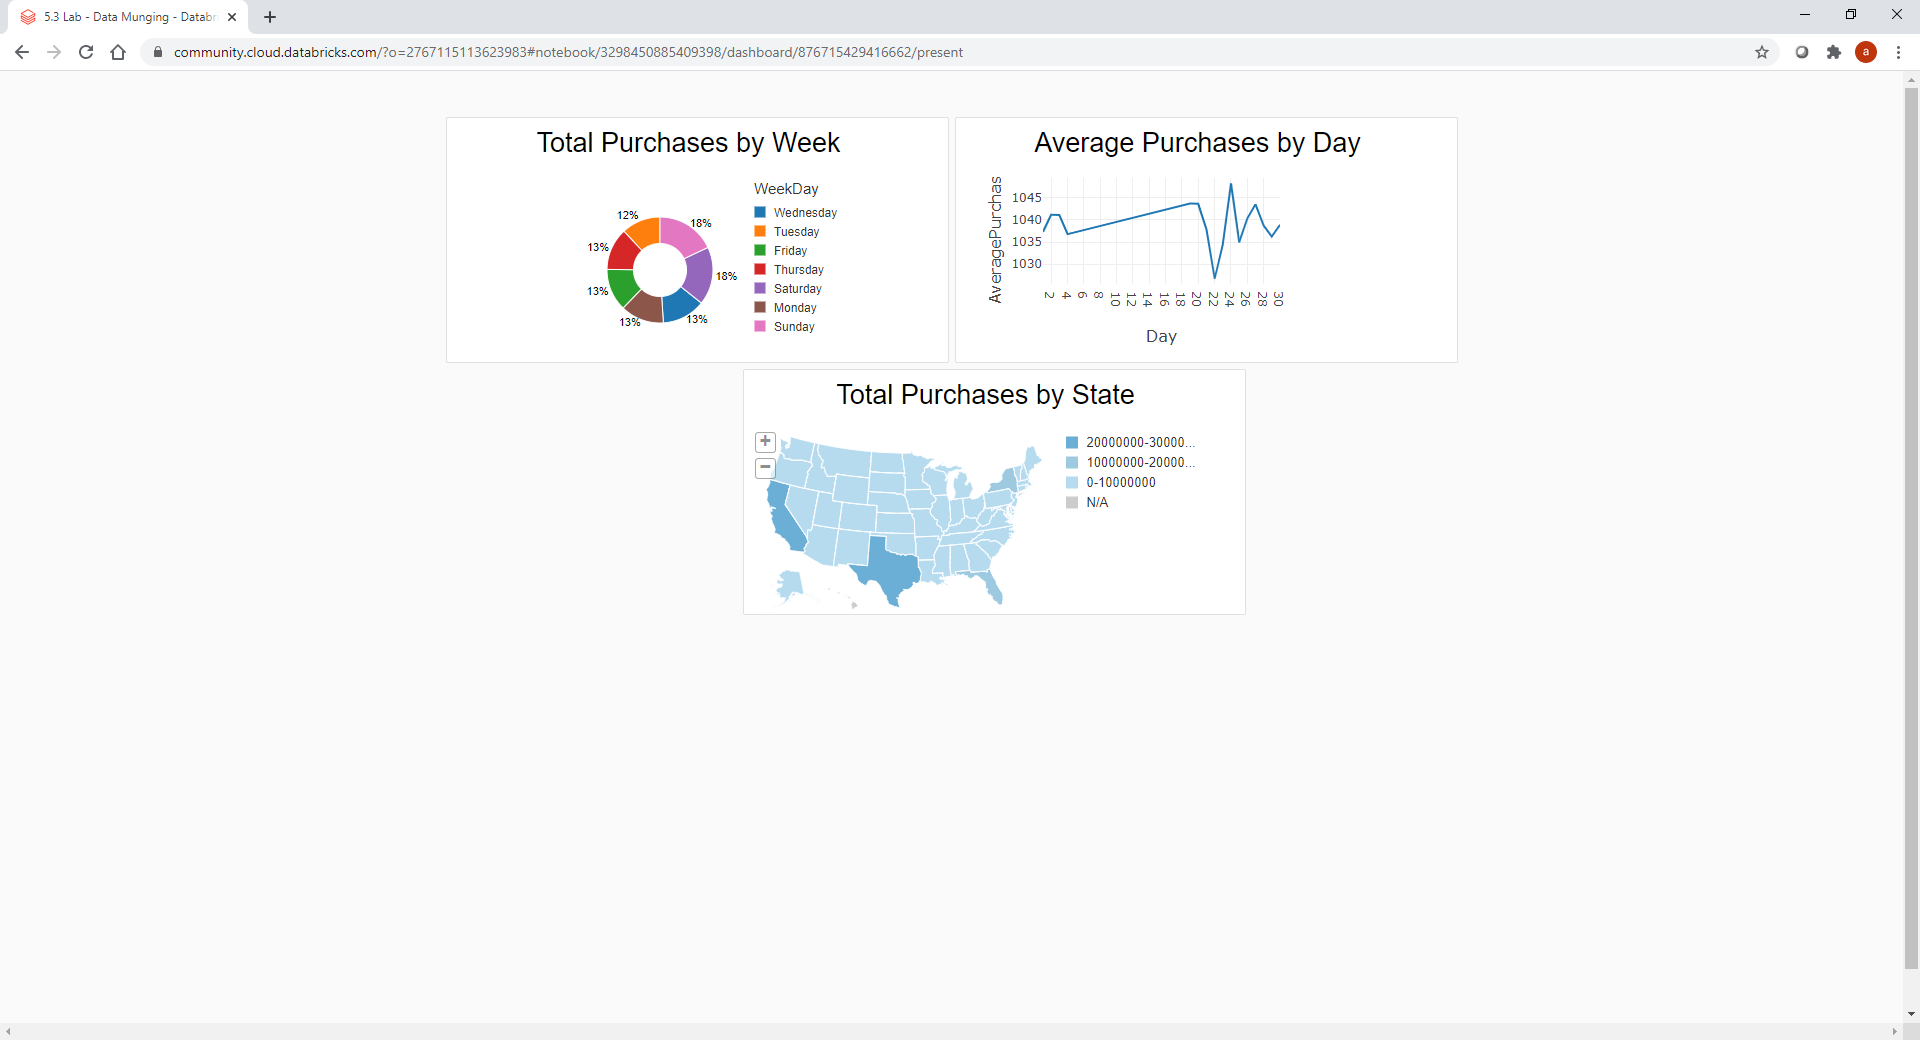 5.3 Lab - Data Munging - Databr
community.cloud.databricks.com/?o=2767115113623983#notebook/3298450885409398/dashboard/876715429416662/present
a
Total Purchases by Week
WeekDay
Wednesday
Tuesday
Friday
Thursday
Saturday
Monday
Sunday
12%
18%
13%
18%
13%
13%
13%
Average Purchases by Day
AveragePurchas
1045
1040
1035
1030
2 4 6 8 10 12 14 16 18 20 22 24 26 28 30
Day
Total Purchases by State
+
−
20000000-30000...
10000000-20000...
0-10000000
N/A